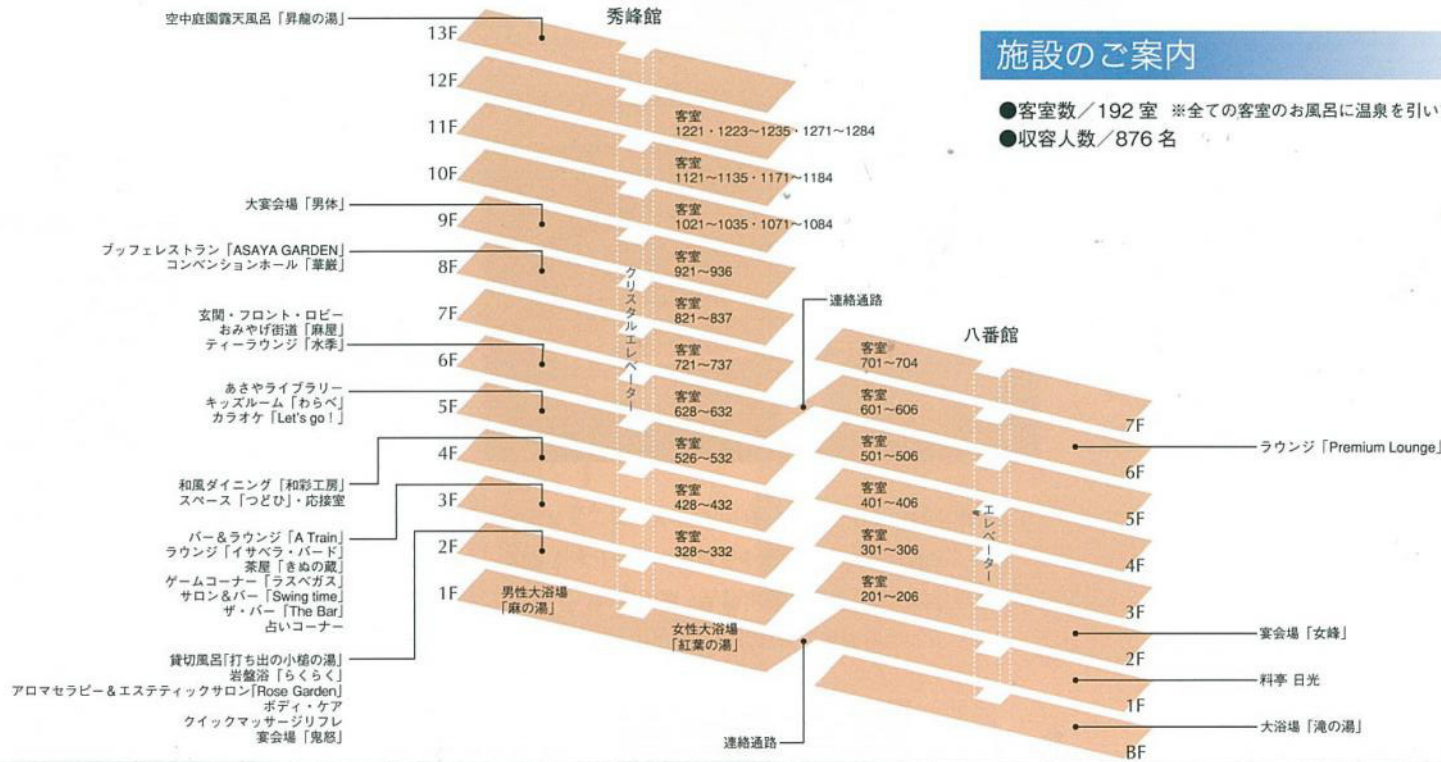 秀峰館
施設のご案内
●客室数／192 室 ※全ての客室のお風呂に温泉を引い
●収容人数／876 名
空中庭園露天風呂「昇龍の湯」
大宴会場「男体」
ブッフェレストラン「ASAYA GARDEN」
コンベンションホール「華厳」
玄関・フロント・ロビー
おみやげ街道「麻屋」
ティーラウンジ「水季」
あさやライブラリー
キッズルーム「わらべ」
カラオケ「Let's go！」
和風ダイニング「和彩工房」
スペース「つどひ」・応接室
バー＆ラウンジ「A Train」
ラウンジ「イサベラ・バード」
茶屋「きぬの蔵」
ゲームコーナー「ラスベガス」
サロン＆バー「Swing time」
ザ・バー「The Bar」
占いコーナー
貸切風呂「打ち出の小槌の湯」
岩盤浴「らくらく」
アロマセラピー＆エステティックサロン「Rose Garden」
ボディ・ケア
クイックマッサージリフレ
宴会場「鬼怒」
13F
12F
11F
10F
9F
8F
7F
6F
5F
4F
3F
2F
1F
客室
1221・1223～1235・1271～1284
客室
1121～1135・1171～1184
客室
1021～1035・1071～1084
客室
921～936
客室
821～837
客室
721～737
客室
628～632
客室
526～532
客室
428～432
客室
328～332
クリスタルエレベーター
男性大浴場
「麻の湯」
女性大浴場
「紅葉の湯」
連絡通路
連絡通路
八番館
客室
701～704
客室
601～606
客室
501～506
客室
401～406
客室
301～306
客室
201～206
エレベーター
7F
6F
5F
4F
3F
2F
1F
BF
ラウンジ「Premium Lounge」
宴会場「女峰」
料亭 日光
大浴場「滝の湯」